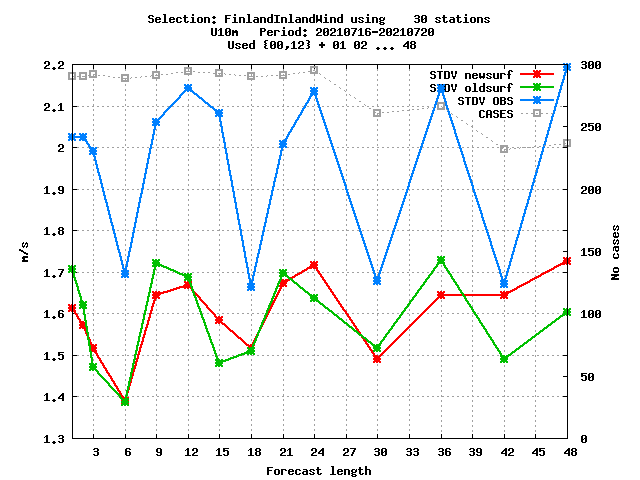 Selection: FinlandInlandWind using    30 stations
U10m   Period: 20210716-20210720
Used {00,12} + 01 02 ... 48
STDV newsurf
STDV oldsurf
STDV OBS
CASES
2.2
2.1
2
1.9
1.8
1.7
1.6
1.5
1.4
1.3
m/s
300
250
200
150
100
50
0
No cases
3 6 9 12 15 18 21 24 27 30 33 36 39 42 45 48
Forecast length